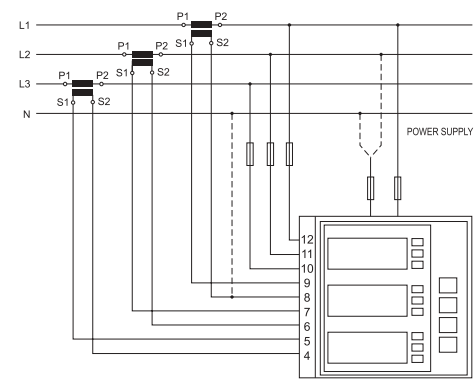 P1 P2
L1
S1 S2
P1 P2
L2
S1 S2
P1 P2
L3
S1 S2
N
POWER SUPPLY
12
11
10
9
8
7
6
5
4